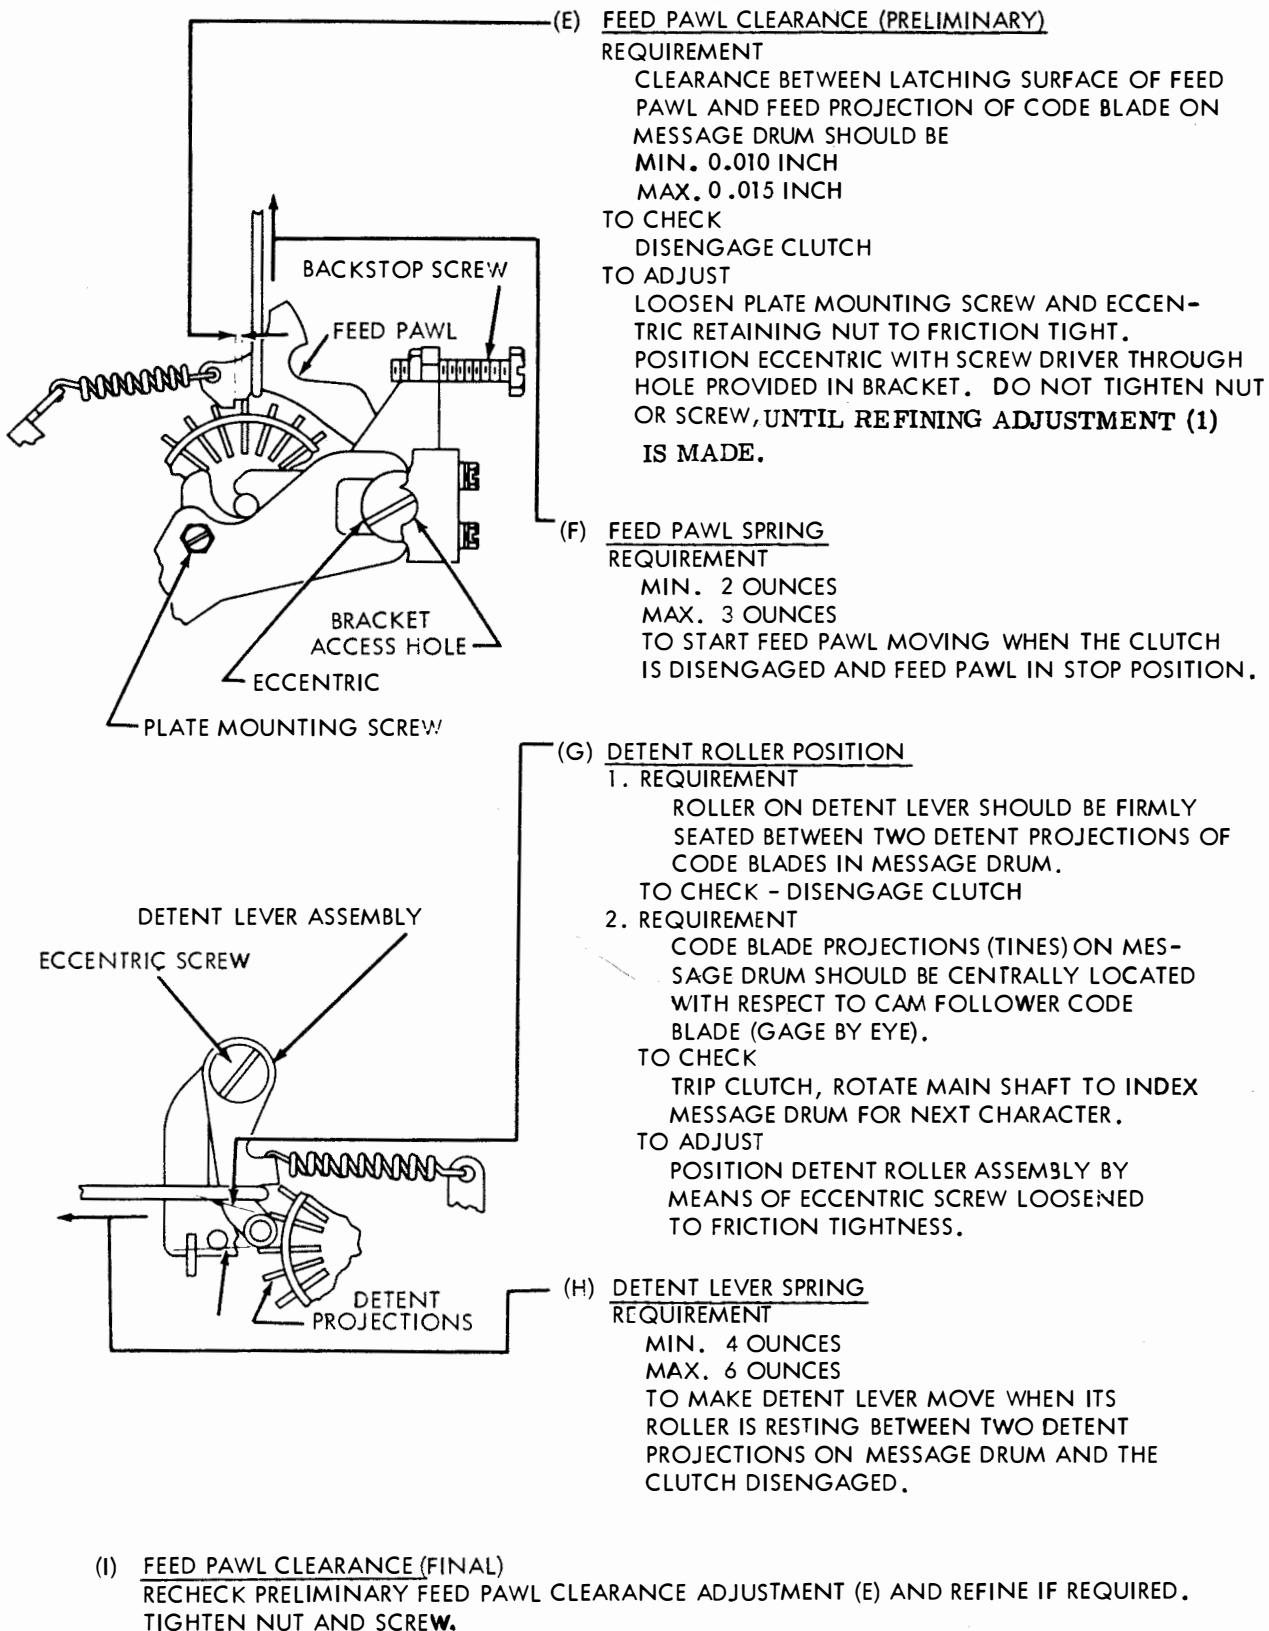 (E) FEED PAWL CLEARANCE (PRELIMINARY)
REQUIREMENT
CLEARANCE BETWEEN LATCHING SURFACE OF FEED
PAWL AND FEED PROJECTION OF CODE BLADE ON
MESSAGE DRUM SHOULD BE
MIN. 0.010 INCH
MAX. 0.015 INCH
TO CHECK
DISENGAGE CLUTCH
TO ADJUST
LOOSEN PLATE MOUNTING SCREW AND ECCEN-
TRIC RETAINING NUT TO FRICTION TIGHT.
POSITION ECCENTRIC WITH SCREW DRIVER THROUGH
HOLE PROVIDED IN BRACKET. DO NOT TIGHTEN NUT
OR SCREW, UNTIL REFINING ADJUSTMENT (1)
IS MADE.
BACKSTOP SCREW
FEED PAWL
BRACKET
ACCESS HOLE
ECCENTRIC
PLATE MOUNTING SCREW
(F) FEED PAWL SPRING
REQUIREMENT
MIN. 2 OUNCES
MAX. 3 OUNCES
TO START FEED PAWL MOVING WHEN THE CLUTCH
IS DISENGAGED AND FEED PAWL IN STOP POSITION.
(G) DETENT ROLLER POSITION
1. REQUIREMENT
ROLLER ON DETENT LEVER SHOULD BE FIRMLY
SEATED BETWEEN TWO DETENT PROJECTIONS OF
CODE BLADES IN MESSAGE DRUM.
TO CHECK - DISENGAGE CLUTCH
2. REQUIREMENT
CODE BLADE PROJECTIONS (TINES) ON MES-
SAGE DRUM SHOULD BE CENTRALLY LOCATED
WITH RESPECT TO CAM FOLLOWER CODE
BLADE (GAGE BY EYE).
TO CHECK
TRIP CLUTCH, ROTATE MAIN SHAFT TO INDEX
MESSAGE DRUM FOR NEXT CHARACTER.
TO ADJUST
POSITION DETENT ROLLER ASSEMBLY BY
MEANS OF ECCENTRIC SCREW LOOSENED
TO FRICTION TIGHTNESS.
DETENT LEVER ASSEMBLY
ECCENTRIC SCREW
DETENT
PROJECTIONS
(H) DETENT LEVER SPRING
REQUIREMENT
MIN. 4 OUNCES
MAX. 6 OUNCES
TO MAKE DETENT LEVER MOVE WHEN ITS
ROLLER IS RESTING BETWEEN TWO DETENT
PROJECTIONS ON MESSAGE DRUM AND THE
CLUTCH DISENGAGED.
(I) FEED PAWL CLEARANCE (FINAL)
RECHECK PRELIMINARY FEED PAWL CLEARANCE ADJUSTMENT (E) AND REFINE IF REQUIRED.
TIGHTEN NUT AND SCREW.